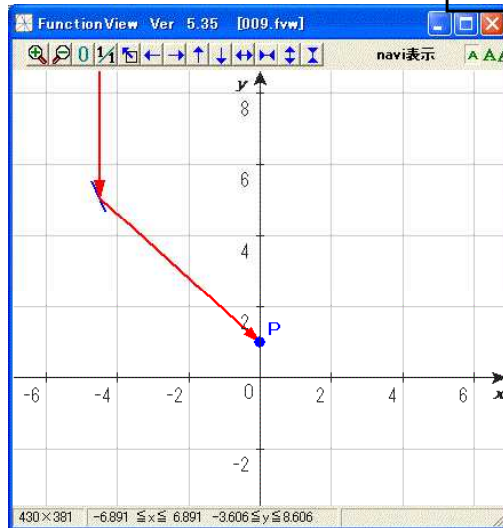 FunctionView Ver 5.35 [009.fvw]
0 1/1 navi表示 A A A
y
8
6
4
2
P
-6 -4 -2 0 2 4 6 x
-2
430×381 -6.891 ≦x≦ 6.891 -3.606≦y≦8.606